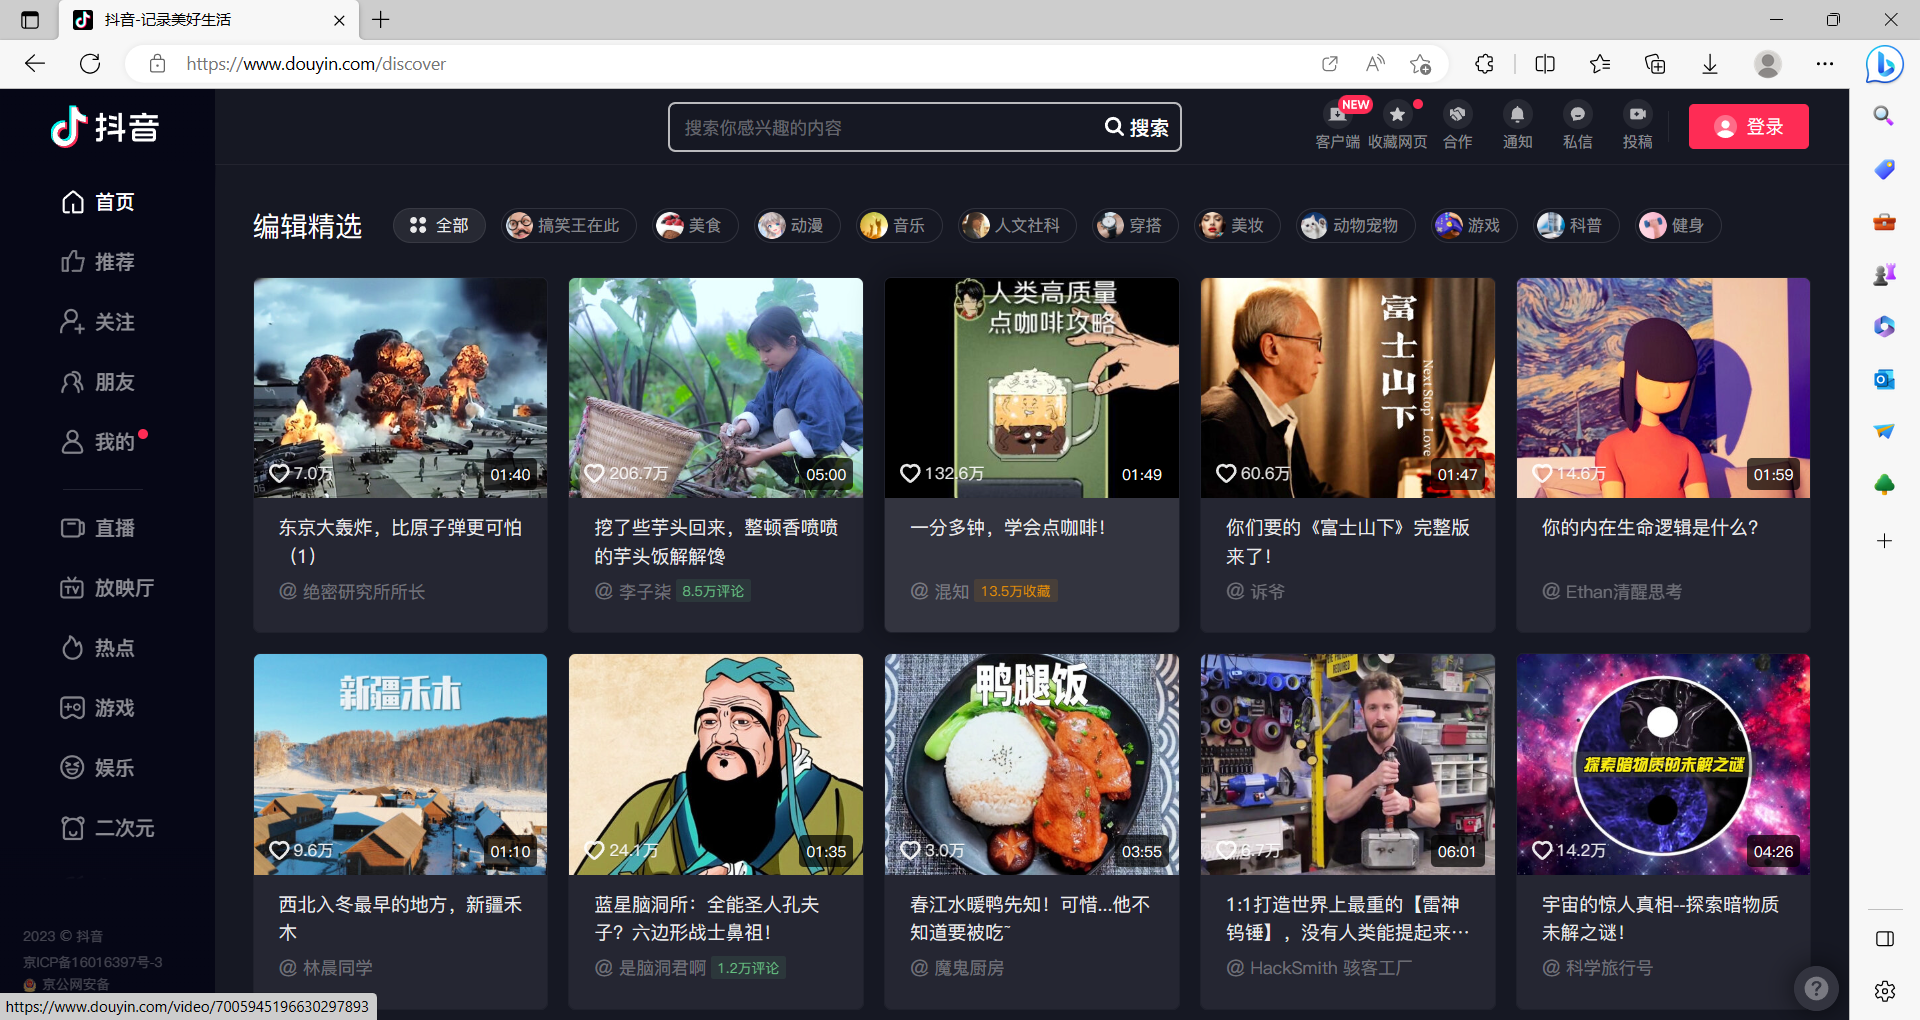 抖音-记录美好生活
https://www.douyin.com/discover
抖音
搜索你感兴趣的内容
搜索
NEW
客户端
收藏网页
合作
通知
私信
投稿
登录
首页
推荐
关注
朋友
我的
直播
放映厅
热点
游戏
娱乐
二次元
2023 © 抖音
京ICP备16016397号-3
京公网安备
https://www.douyin.com/video/7005945196630297893
编辑精选
全部
搞笑王在此
美食
动漫
音乐
人文社科
穿搭
美妆
动物宠物
游戏
科普
健身
7.0万
01:40
东京大轰炸，比原子弹更可怕
（1）
@ 绝密研究所所长
206.7万
05:00
挖了些芋头回来，整顿香喷喷
的芋头饭解解馋
@ 李子柒 8.5万评论
人类高质量
点咖啡攻略
132.6万
01:49
一分多钟，学会点咖啡！
@ 混知 13.5万收藏
富士山下
Next Stop, Love
60.6万
01:47
你们要的《富士山下》完整版
来了！
@ 诉爷
14.6万
01:59
你的内在生命逻辑是什么？
@ Ethan清醒思考
新疆禾木
9.6万
01:10
西北入冬最早的地方，新疆禾
木
@ 林晨同学
24.1万
01:35
蓝星脑洞所：全能圣人孔夫
子？六边形战士鼻祖！
@ 是脑洞君啊 1.2万评论
鸭腿饭
3.0万
03:55
春江水暖鸭先知！可惜...他不
知道要被吃~
@ 魔鬼厨房
6.7万
06:01
1:1打造世界上最重的【雷神
钨锤】，没有人类能提起来…
@ HackSmith 骇客工厂
探索暗物质的未解之谜
14.2万
04:26
宇宙的惊人真相--探索暗物质
未解之谜！
@ 科学旅行号